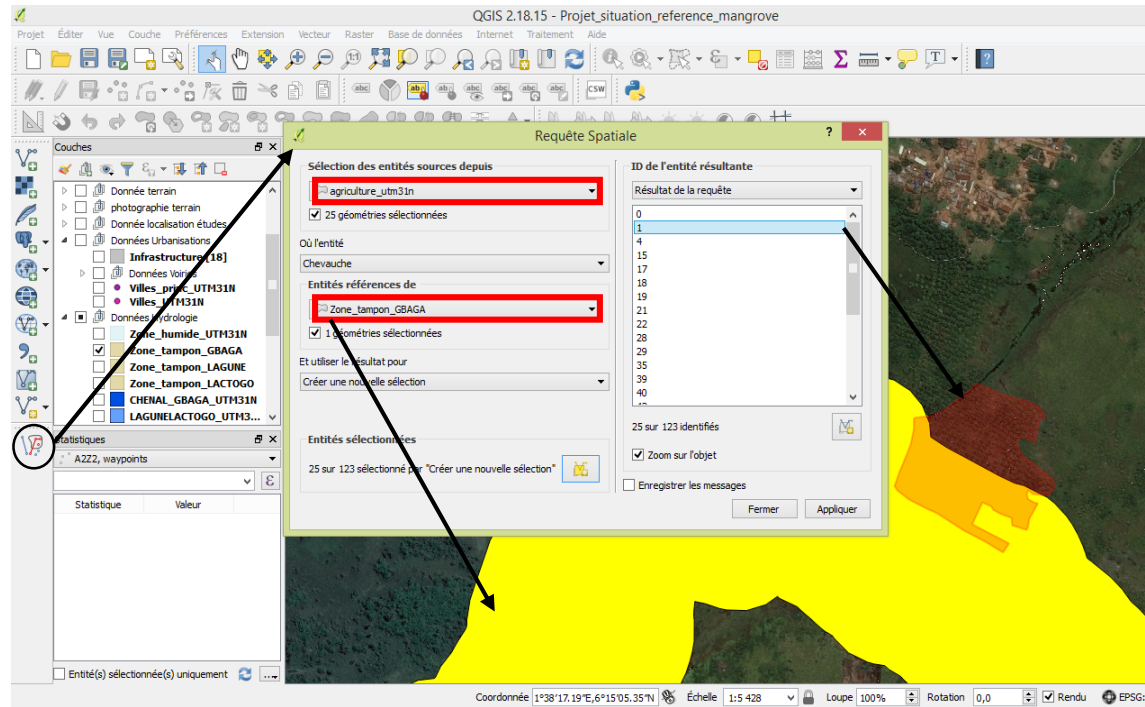 QGIS 2.18.15 - Projet_situation_reference_mangrove
Projet Éditer Vue Couche Préférences Extension Vecteur Raster Base de données Internet Traitement Aide
Couches
Donnée terrain
photographie terrain
Donnée localisation études
Données Urbanisations
Infrastructure [18]
Données Voiries
Villes_princ_UTM31N
Villes_UTM31N
Données Hydrologie
Zone_humide_UTM31N
Zone_tampon_GBAGA
Zone_tampon_LAGUNE
Zone_tampon_LACTOGO
CHENAL_GBAGA_UTM31N
LAGUNELACTOGO_UTM3...
Statistiques
A2Z2, waypoints
Statistique Valeur
Entité(s) sélectionnée(s) uniquement
Requête Spatiale
Sélection des entités sources depuis
agriculture_utm31n
25 géométries sélectionnées
Où l'entité
Chevauche
Entités références de
Zone_tampon_GBAGA
1 géométries sélectionnées
Et utiliser le résultat pour
Créer une nouvelle sélection
Entités sélectionnées
25 sur 123 sélectionné par "Créer une nouvelle sélection"
ID de l'entité résultante
Résultat de la requête
0
1
4
15
17
18
19
21
22
28
29
35
39
40
25 sur 123 identifiés
Zoom sur l'objet
Enregistrer les messages
Fermer Appliquer
Coordonnée 1°38'17.19"E,6°15'05.35"N Échelle 1:5 428 Loupe 100% Rotation 0,0 Rendu EPSG: